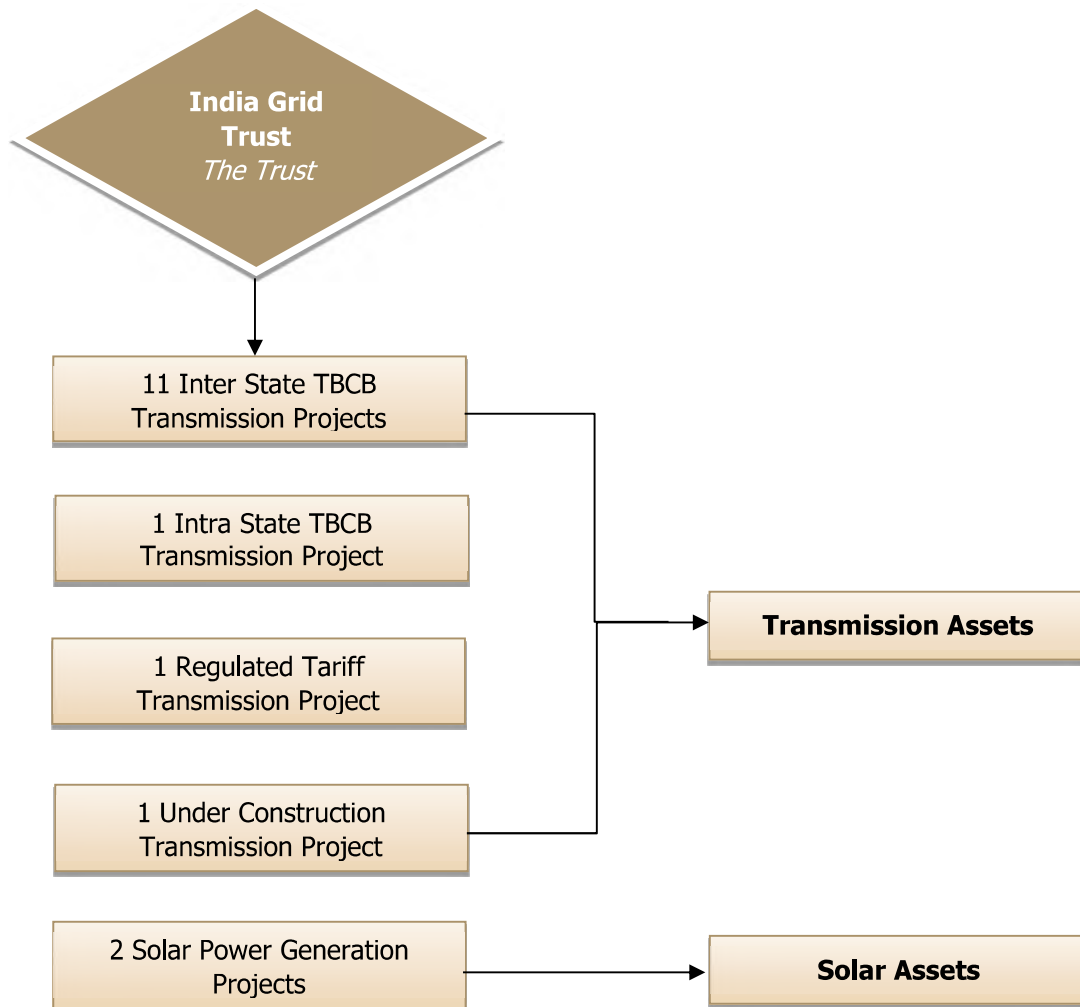 India Grid
Trust
The Trust
11 Inter State TBCB
Transmission Projects
1 Intra State TBCB
Transmission Project
1 Regulated Tariff
Transmission Project
1 Under Construction
Transmission Project
2 Solar Power Generation
Projects
Transmission Assets
Solar Assets